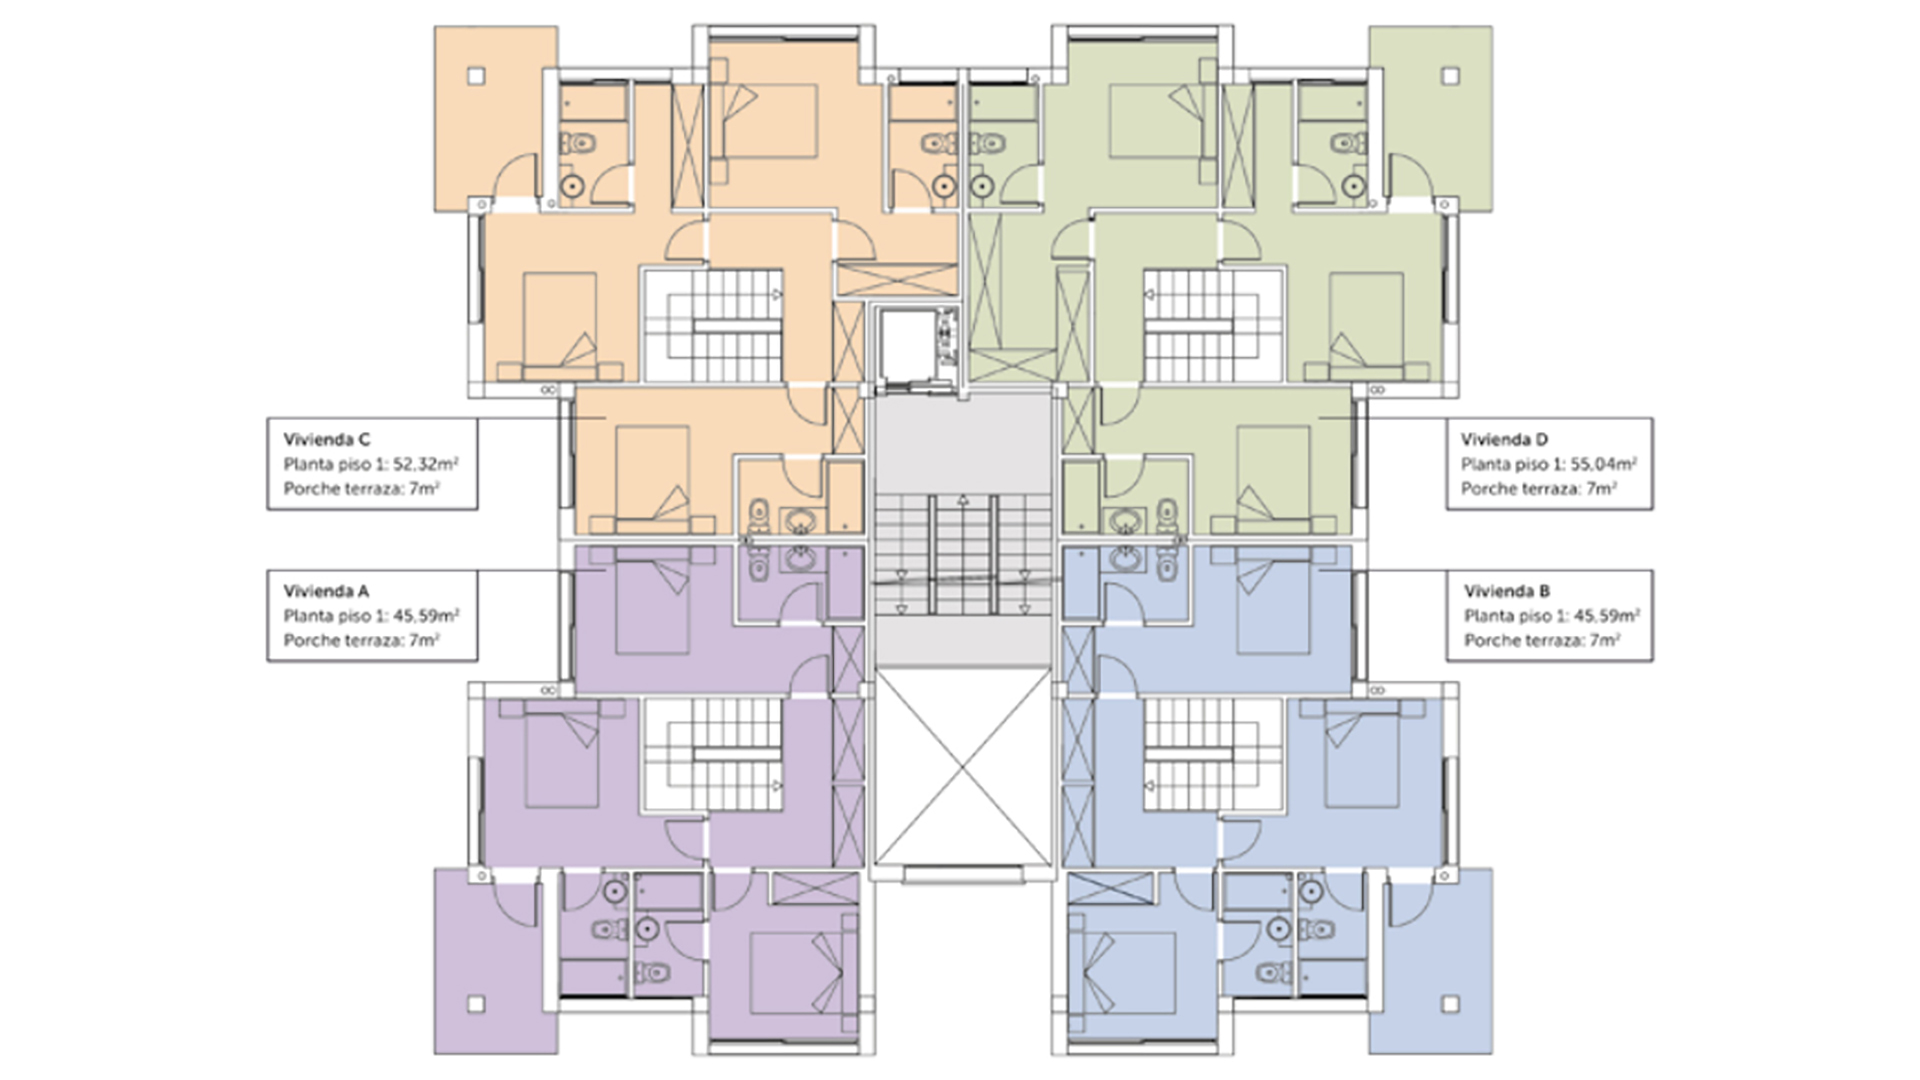 Vivienda C
Planta piso 1: 52,32m²
Porche terraza: 7m²
Vivienda D
Planta piso 1: 55,04m²
Porche terraza: 7m²
Vivienda A
Planta piso 1: 45,59m²
Porche terraza: 7m²
Vivienda B
Planta piso 1: 45,59m²
Porche terraza: 7m²